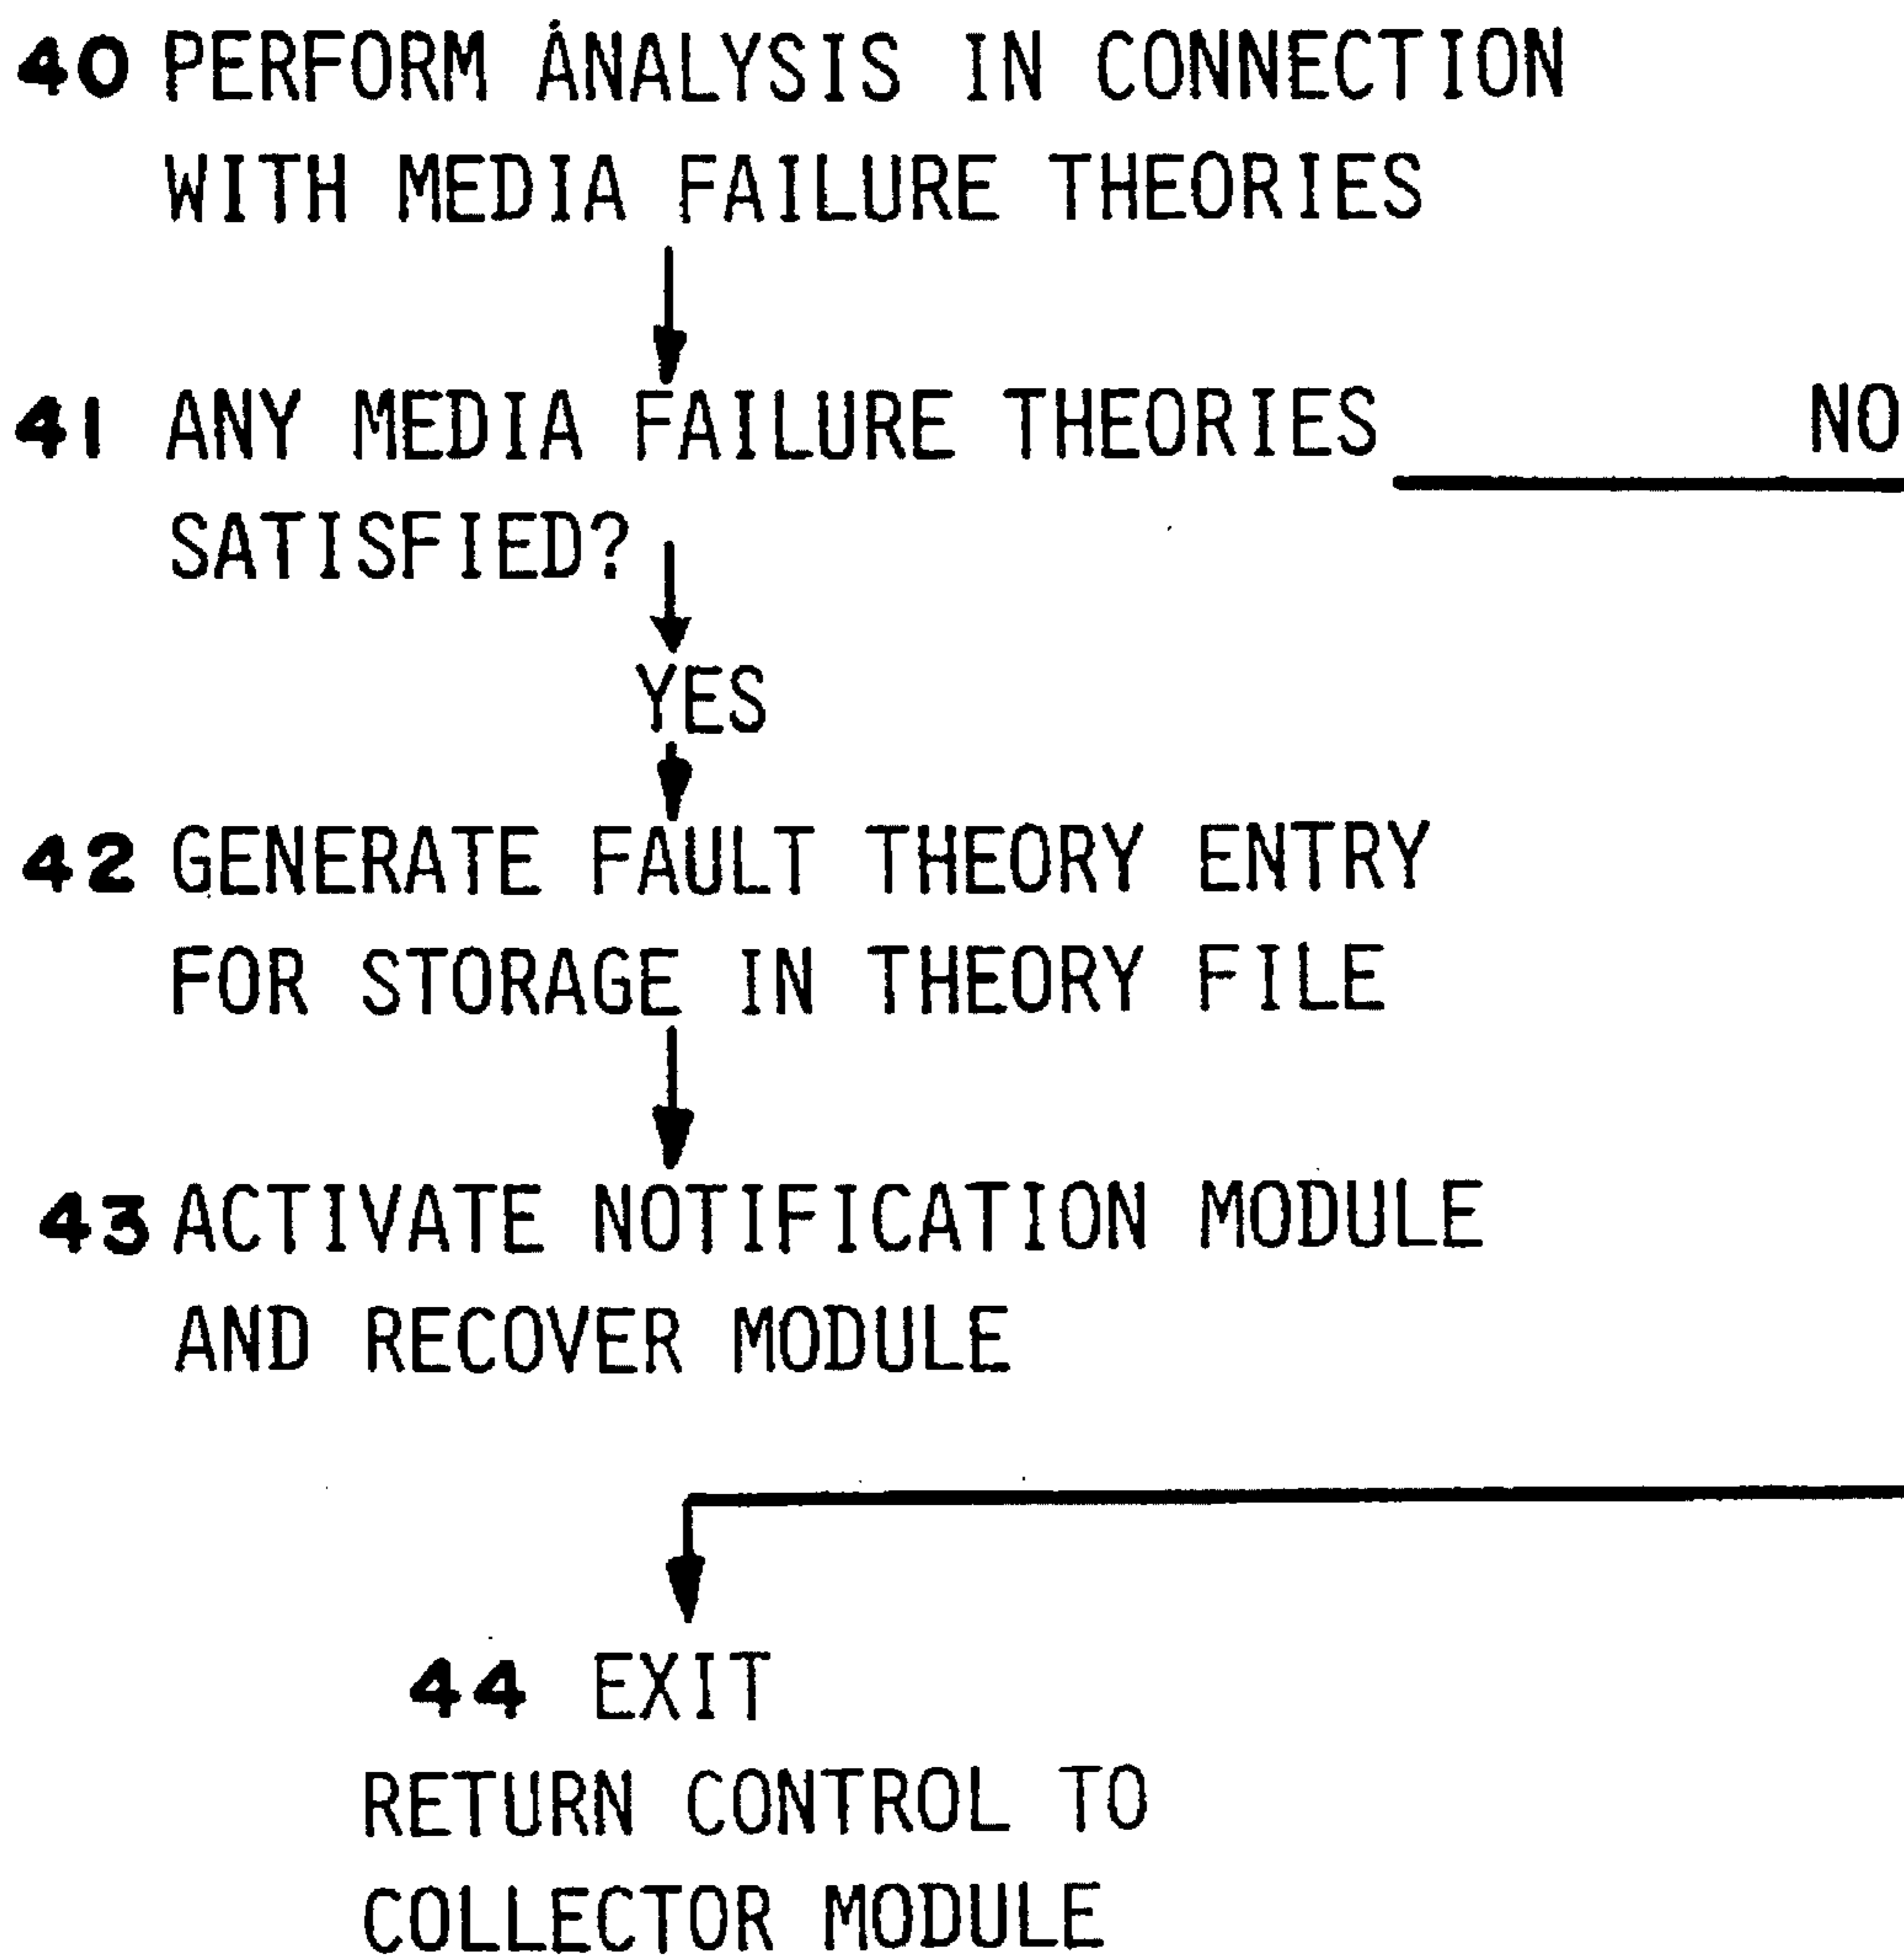 40 PERFORM ANALYSIS IN CONNECTION
WITH MEDIA FAILURE THEORIES
41 ANY MEDIA FAILURE THEORIES NO
SATISFIED?
YES
42 GENERATE FAULT THEORY ENTRY
FOR STORAGE IN THEORY FILE
43 ACTIVATE NOTIFICATION MODULE
AND RECOVER MODULE
44 EXIT
RETURN CONTROL TO
COLLECTOR MODULE